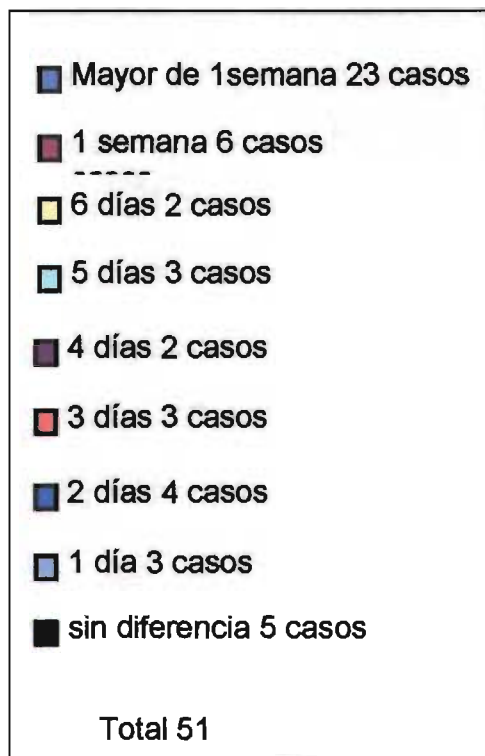 Mayor de 1semana 23 casos
1 semana 6 casos
6 días 2 casos
5 días 3 casos
4 días 2 casos
3 días 3 casos
2 días 4 casos
1 día 3 casos
sin diferencia 5 casos
Total 51